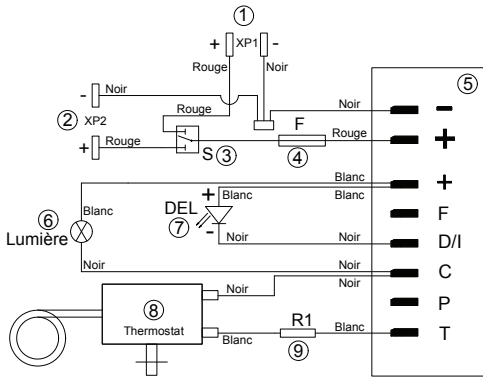 1
+ XP1 -
Rouge Noir
5
- Noir
Rouge
2 XP2
Noir -
F
+ Rouge
S 3
4
Rouge +
Blanc +
+ Blanc Blanc
6 Blanc
DEL
F
Lumière
7
-
Noir Noir D/I
Noir Noir C
Noir Noir
8
P
Thermostat
R1
Blanc
Blanc T
9